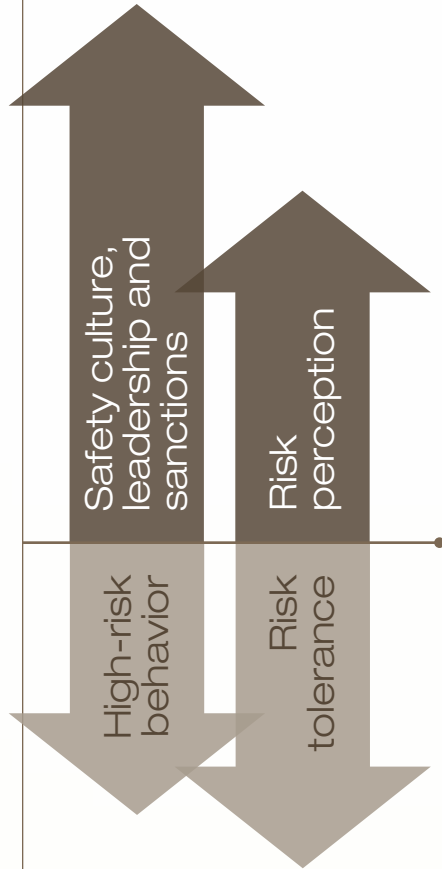 Safety culture,
leadership and
sanctions
Risk
perception
High-risk
behavior
Risk
tolerance